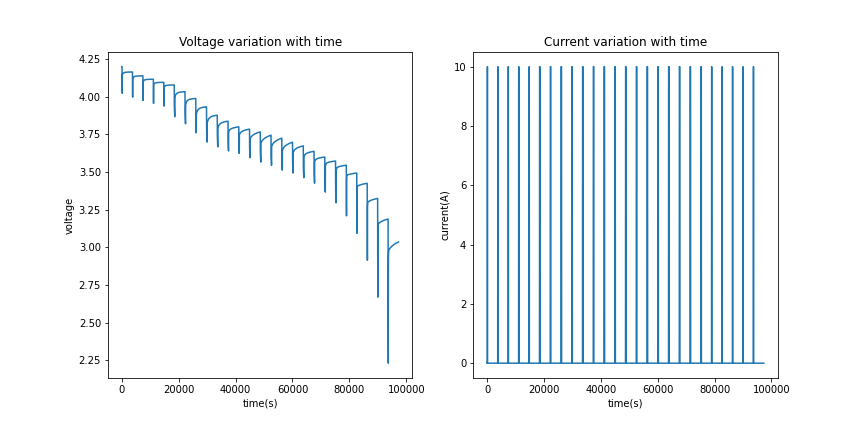 Voltage variation with time
4.25
4.00
3.75
3.50
3.25
3.00
2.75
2.50
2.25
voltage
0 20000 40000 60000 80000 100000
time(s)
Current variation with time
10
8
6
4
2
0
current(A)
0 20000 40000 60000 80000 100000
time(s)